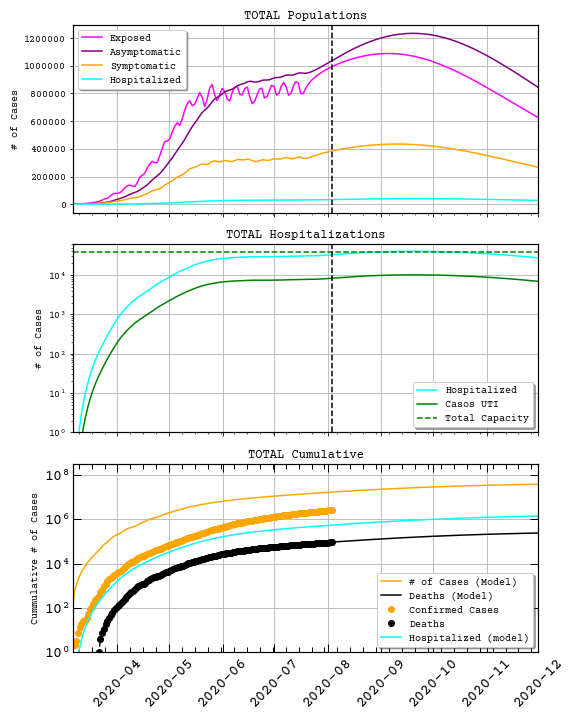 TOTAL Populations
# of Cases
1200000
1000000
800000
600000
400000
200000
0
Exposed
Asymptomatic
Symptomatic
Hospitalized
TOTAL Hospitalizations
# of Cases
10^4
10^3
10^2
10^1
10^0
Hospitalized
Casos UTI
Total Capacity
TOTAL Cumulative
Cummulative # of Cases
10^8
10^6
10^4
10^2
10^0
# of Cases (Model)
Deaths (Model)
Confirmed Cases
Deaths
Hospitalized (model)
2020-04
2020-05
2020-06
2020-07
2020-08
2020-09
2020-10
2020-11
2020-12